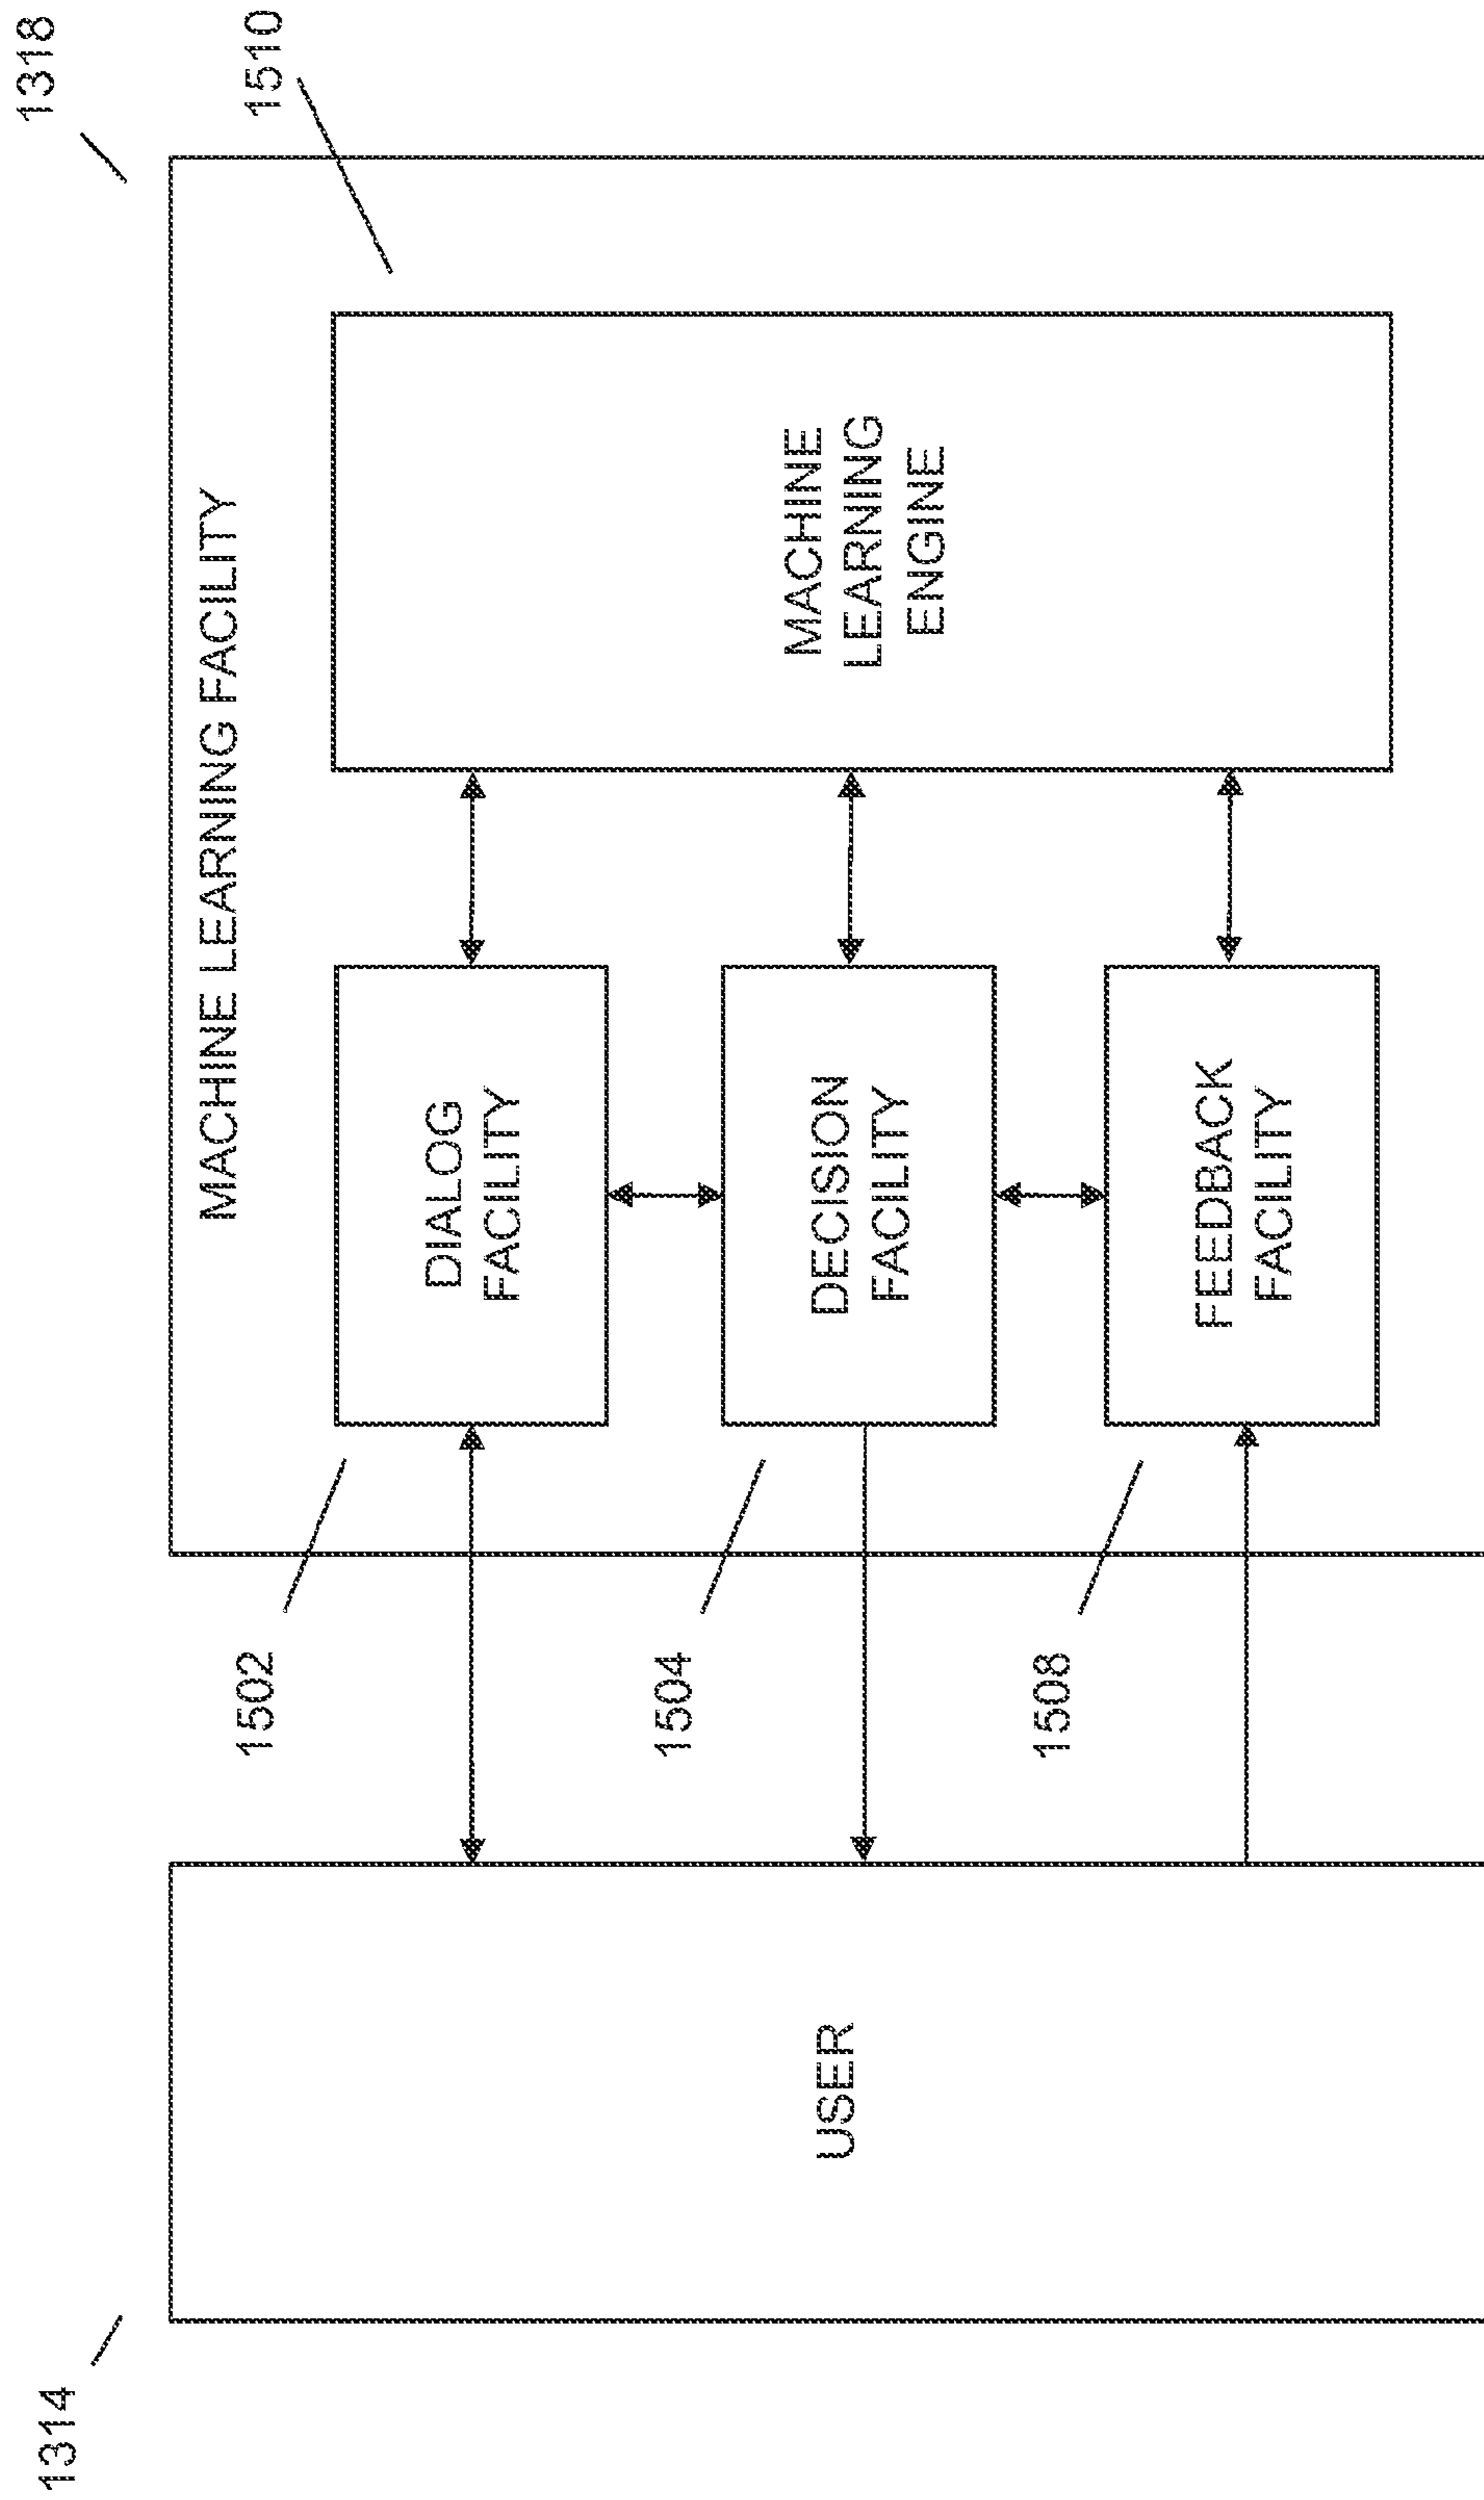 1314
1318
USER
MACHINE LEARNING FACILITY
1502
DIALOG
FACILITY
1504
DECISION
FACILITY
1508
FEEDBACK
FACILITY
1510
MACHINE
LEARNING
ENGINE